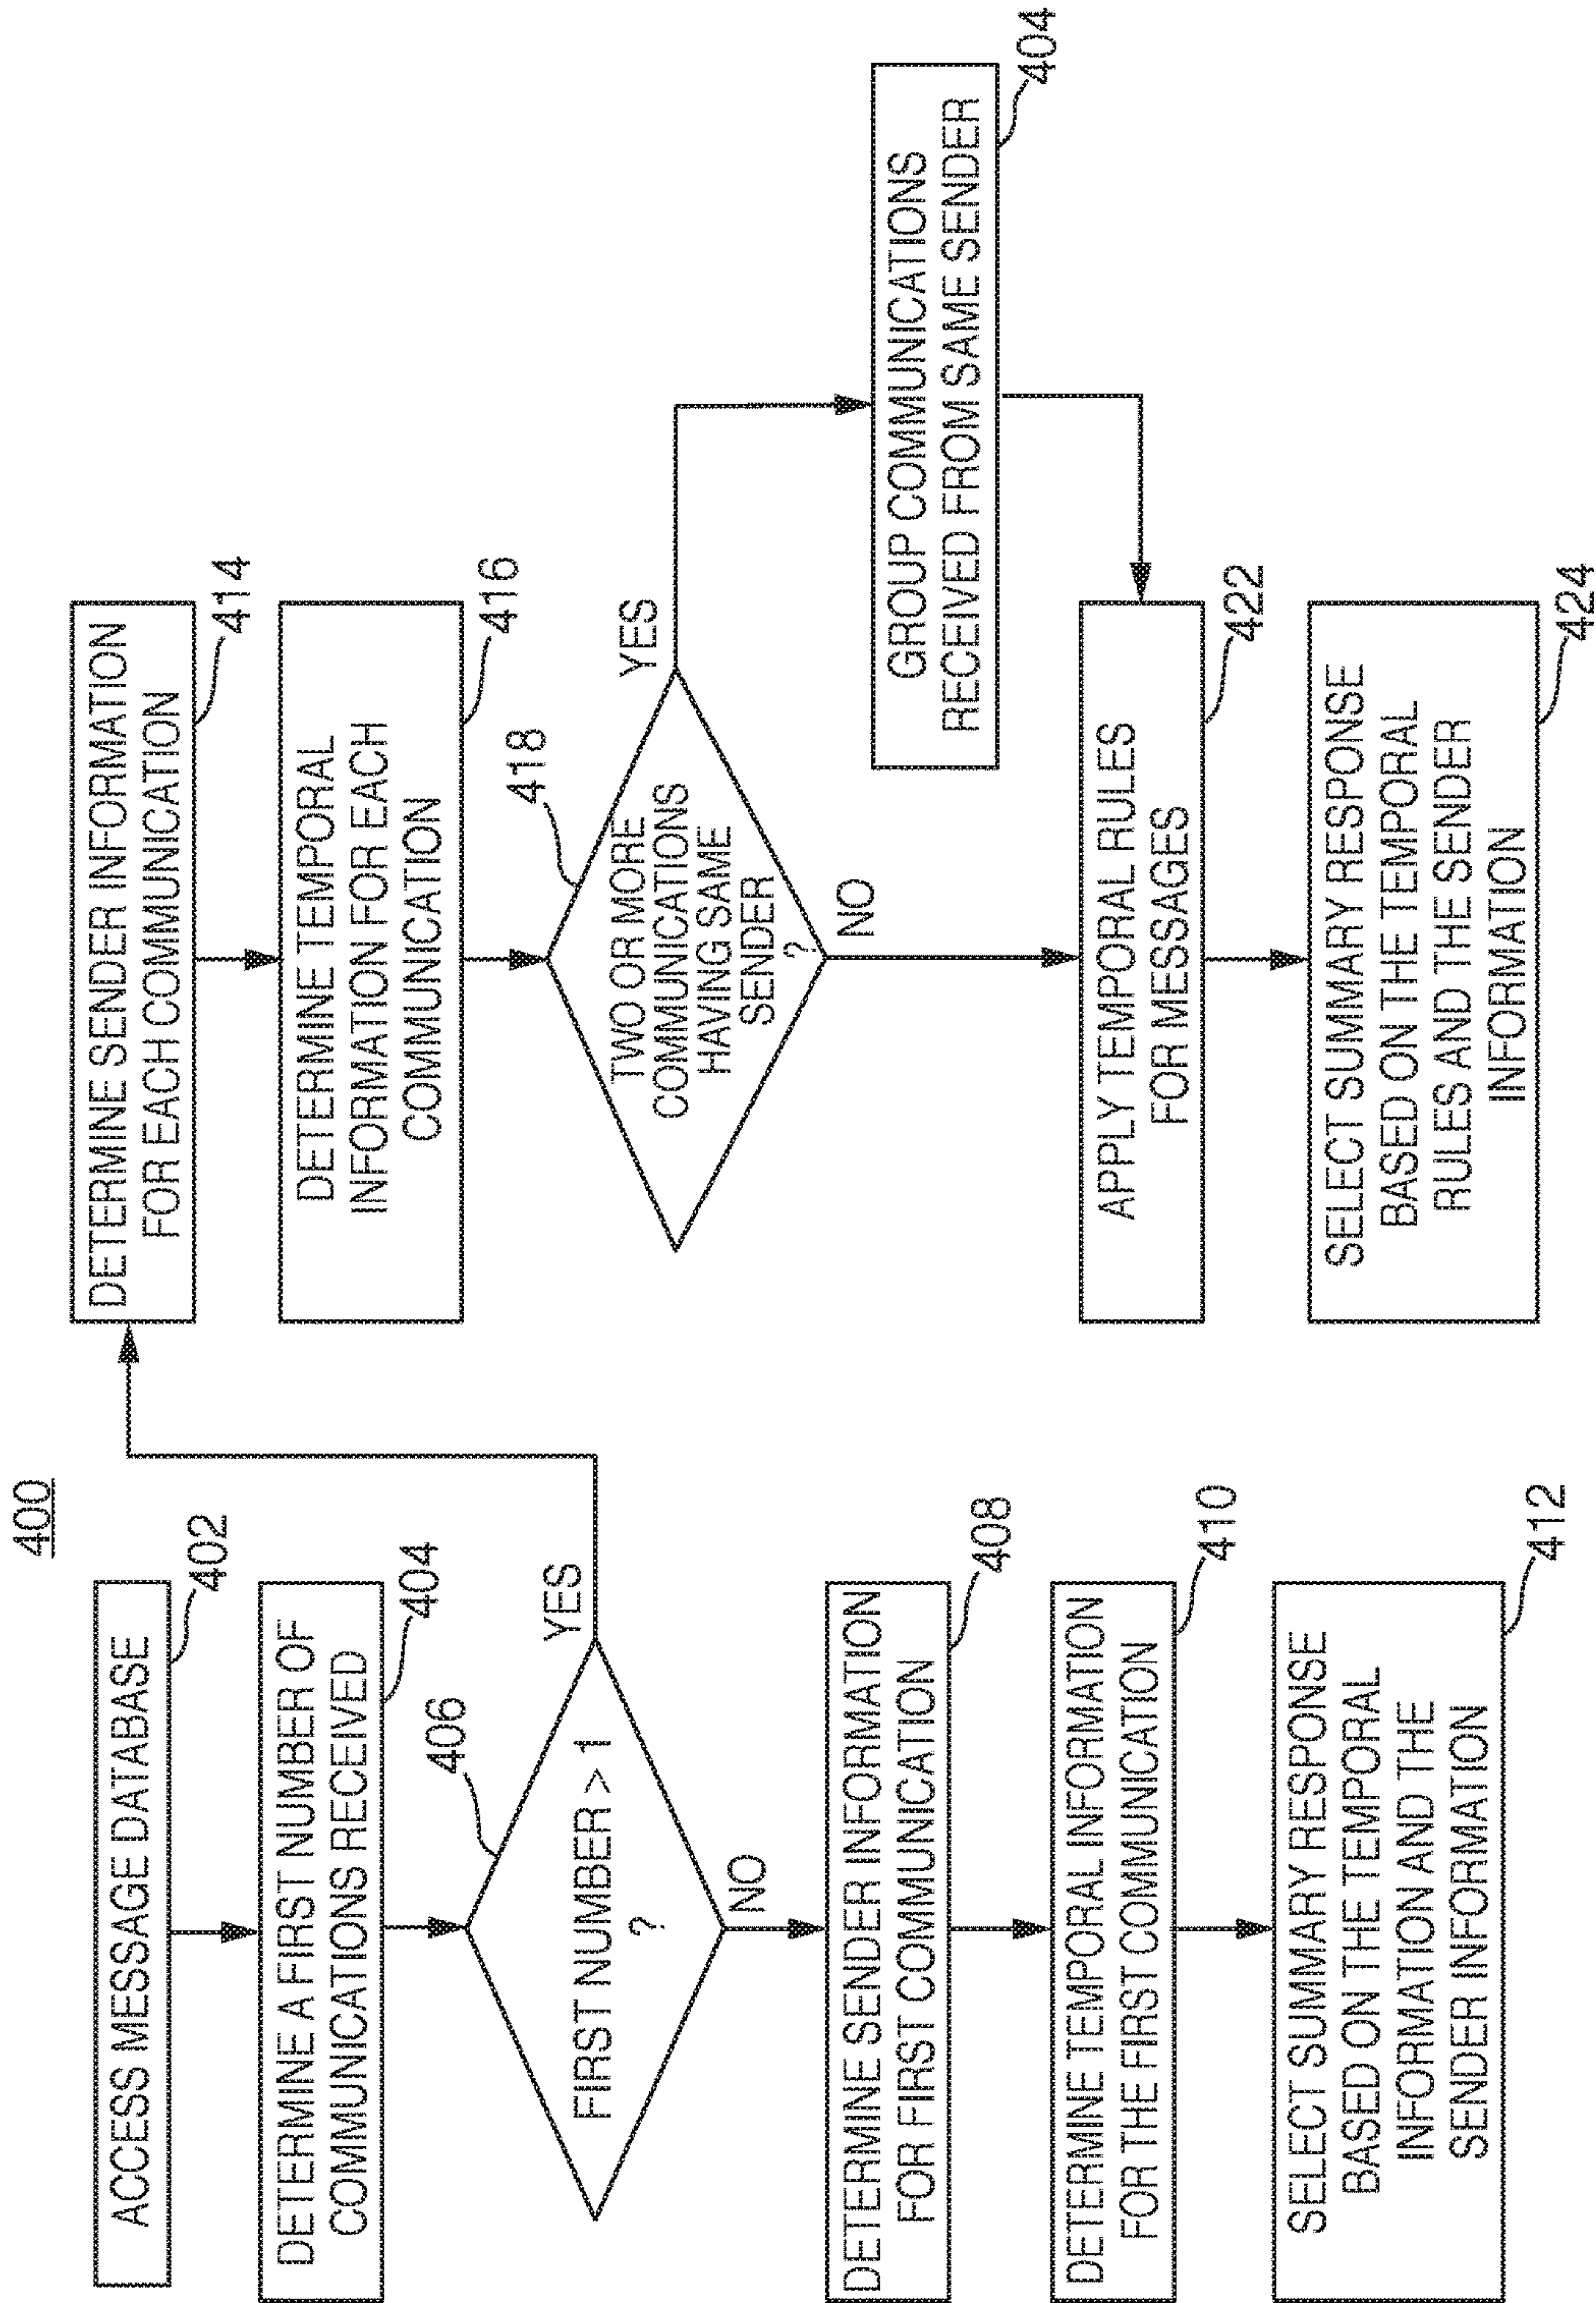 400
ACCESS MESSAGE DATABASE
402
DETERMINE A FIRST NUMBER OF
COMMUNICATIONS RECEIVED
404
406
FIRST NUMBER > 1
?
YES
NO
DETERMINE SENDER INFORMATION
FOR FIRST COMMUNICATION
408
DETERMINE TEMPORAL INFORMATION
FOR THE FIRST COMMUNICATION
410
SELECT SUMMARY RESPONSE
BASED ON THE TEMPORAL
INFORMATION AND THE
SENDER INFORMATION
412
DETERMINE SENDER INFORMATION
FOR EACH COMMUNICATION
414
DETERMINE TEMPORAL
INFORMATION FOR EACH
COMMUNICATION
416
418
TWO OR MORE
COMMUNICATIONS
HAVING SAME
SENDER
?
YES
NO
GROUP COMMUNICATIONS
RECEIVED FROM SAME SENDER
404
APPLY TEMPORAL RULES
FOR MESSAGES
422
SELECT SUMMARY RESPONSE
BASED ON THE TEMPORAL
RULES AND THE SENDER
INFORMATION
424